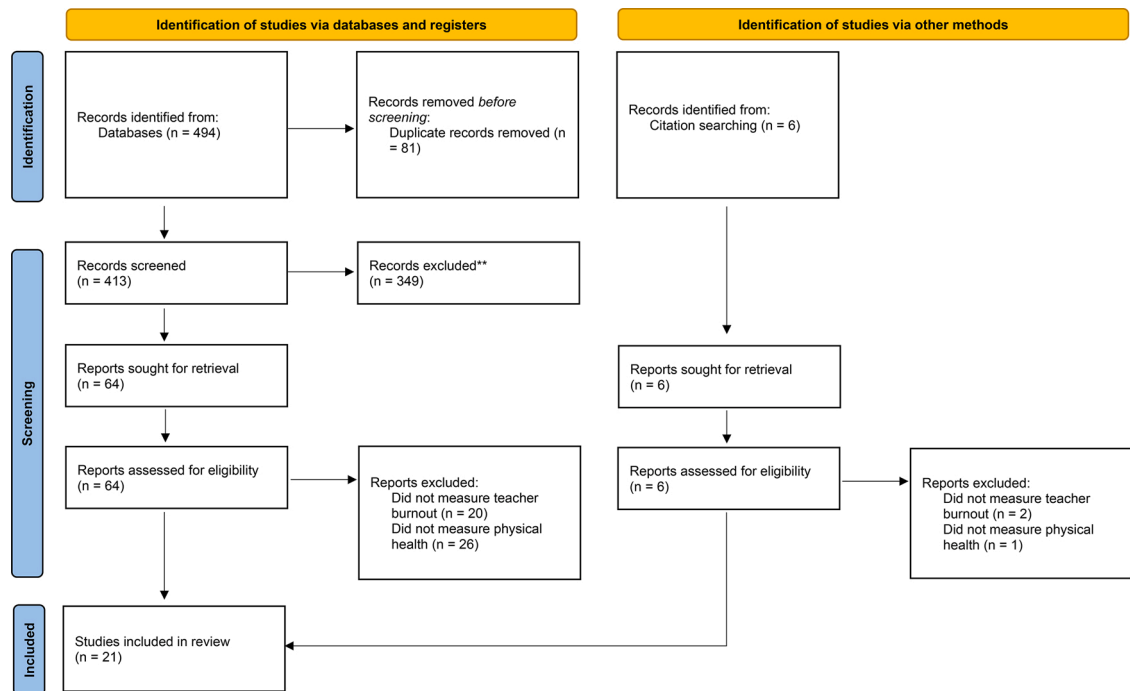 Identification of studies via databases and registers
Identification of studies via other methods
Identification
Records identified from:
Databases (n = 494)
Records removed before
screening:
Duplicate records removed (n
= 81)
Records identified from:
Citation searching (n = 6)
Screening
Records screened
(n = 413)
Records excluded**
(n = 349)
Reports sought for retrieval
(n = 64)
Reports sought for retrieval
(n = 6)
Reports assessed for eligibility
(n = 64)
Reports excluded:
Did not measure teacher
burnout (n = 20)
Did not measure physical
health (n = 26)
Reports assessed for eligibility
(n = 6)
Reports excluded:
Did not measure teacher
burnout (n = 2)
Did not measure physical
health (n = 1)
Included
Studies included in review
(n = 21)